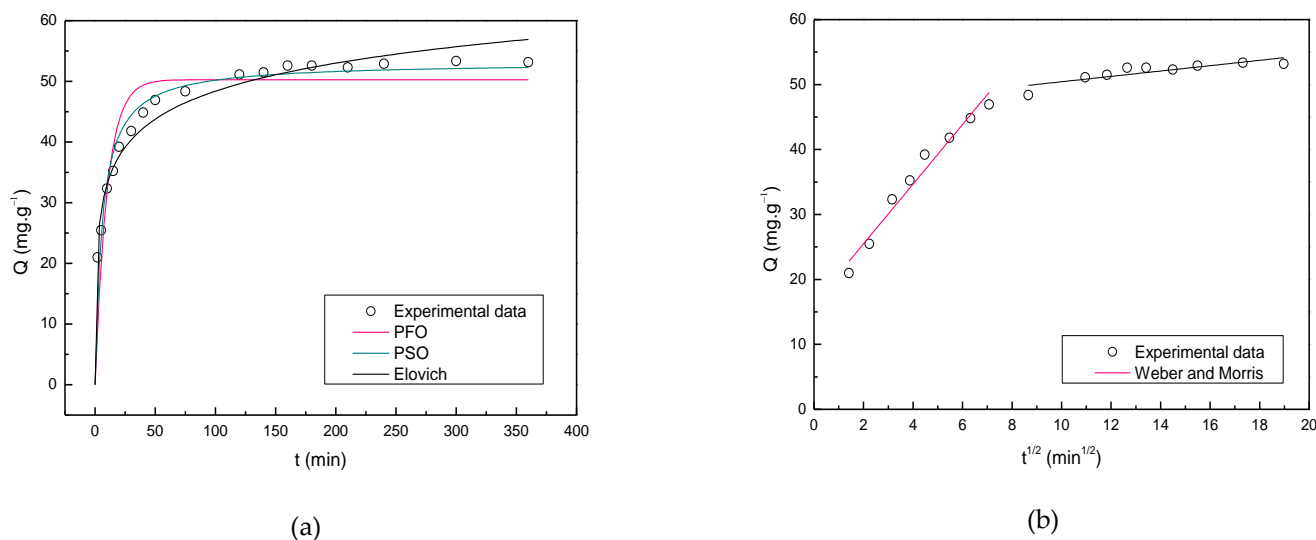 60
50
40
30
20
10
0
Q (mg.g⁻¹)
Experimental data
PFO
PSO
Elovich
0 50 100 150 200 250 300 350 400
t (min)
(a)
60
50
40
30
20
10
0
Q (mg.g⁻¹)
Experimental data
Weber and Morris
0 2 4 6 8 10 12 14 16 18 20
t^1/2 (min^1/2)
(b)